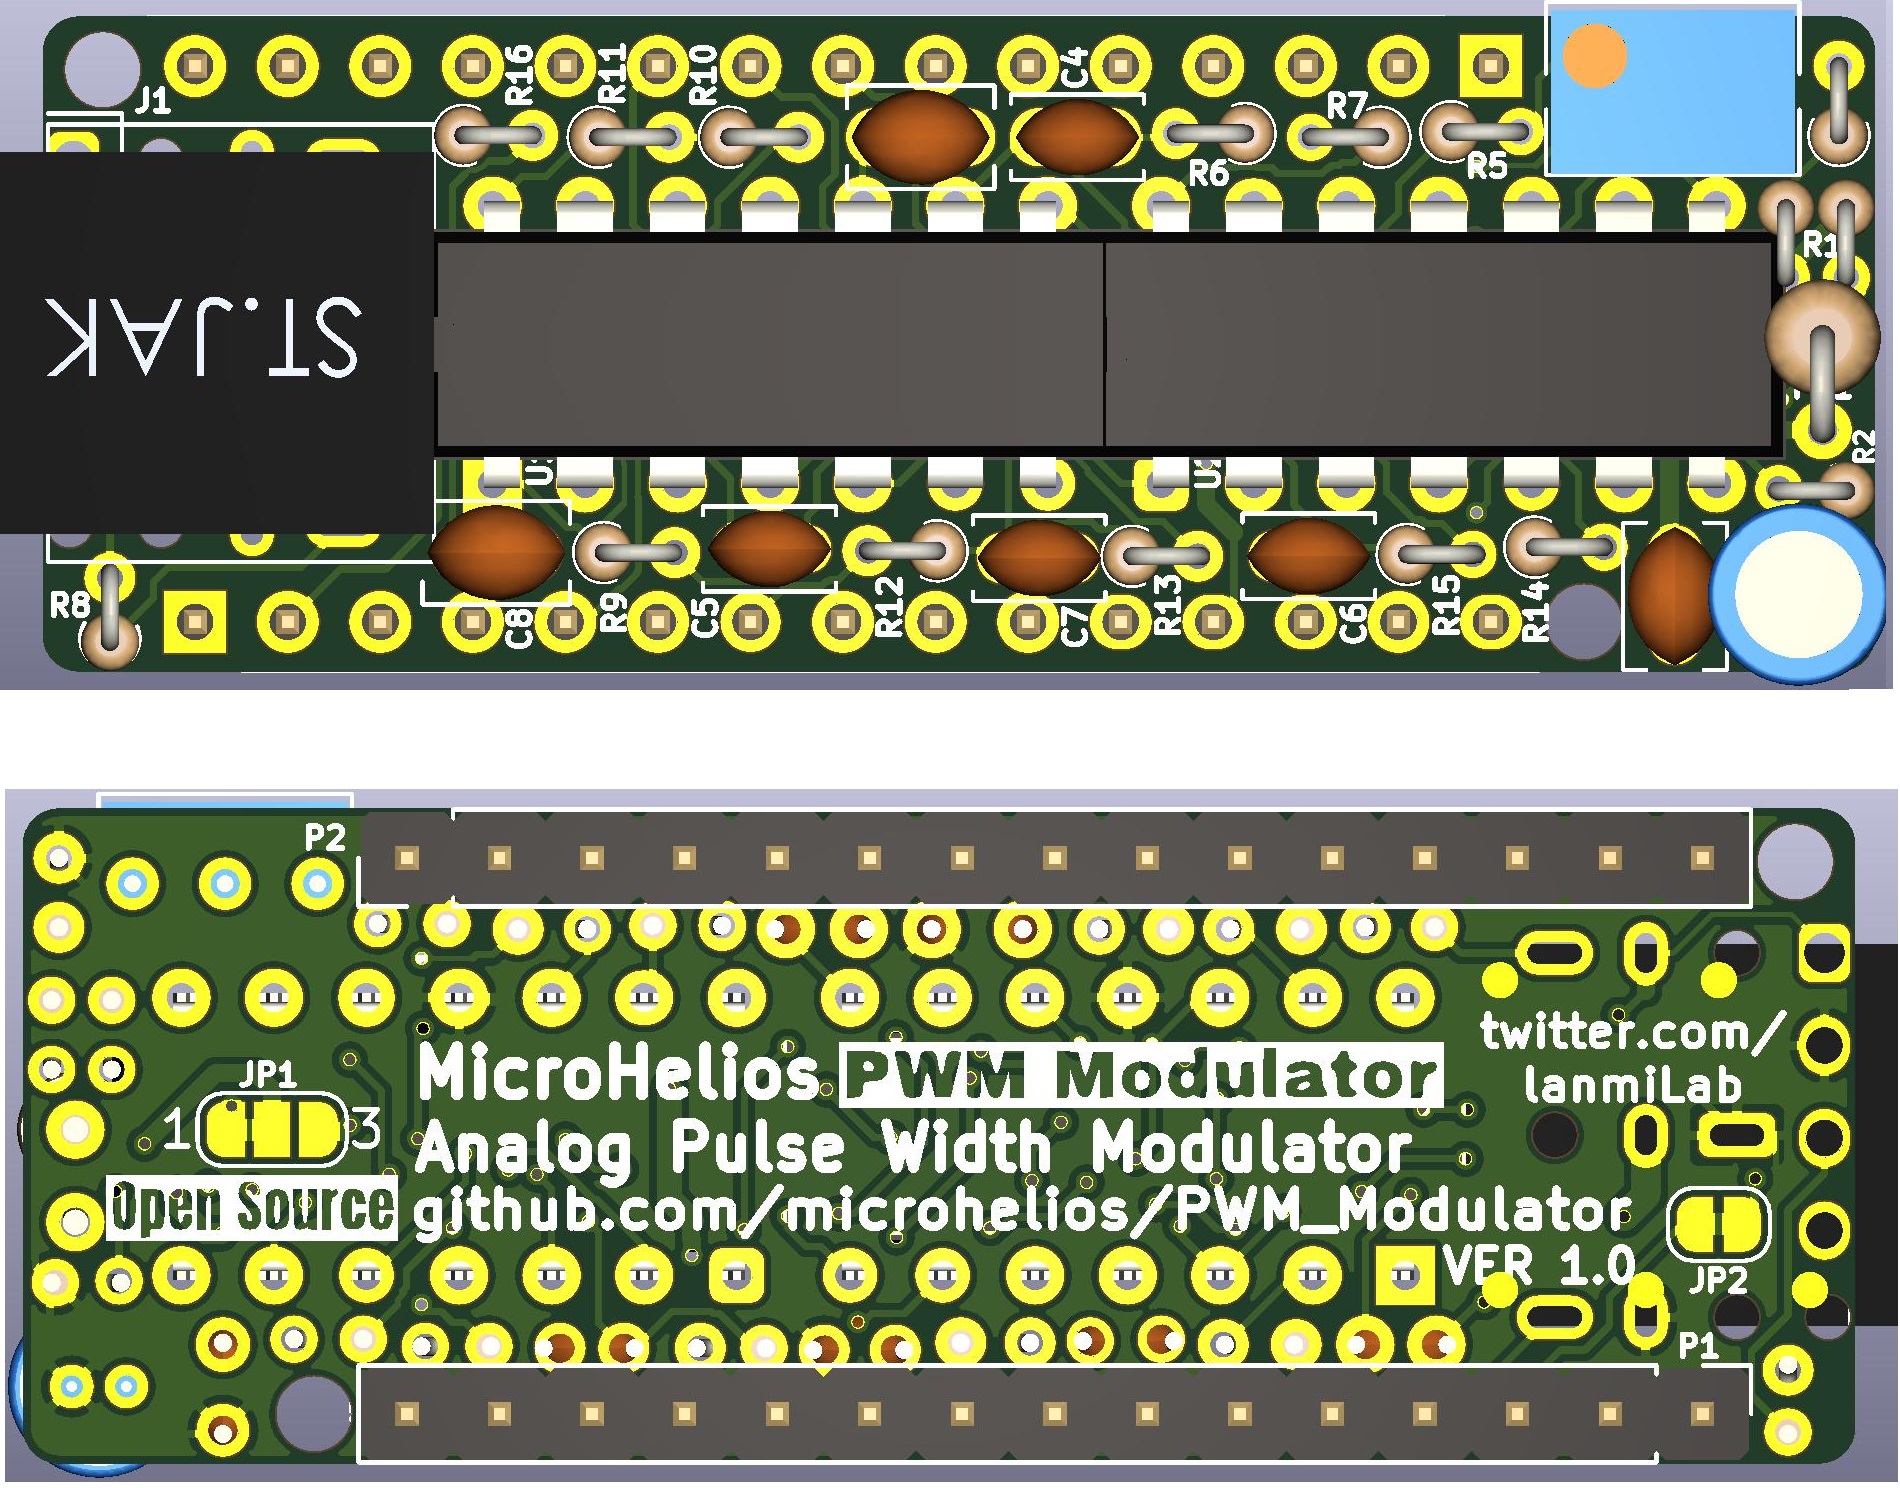 R16
R11
R10
C4
J1
R7
R6
R5
R1
ST.JAK
R2
R8
C8
R9
C5
R12
C7
R13
C6
R15
R14
P2
twitter.com/
lanmiLab
JP1
1 3
MicroHelios PWM Modulator
Analog Pulse Width Modulator
Open Source github.com/microhelios/PWM_Modulator
VER 1.0
JP2
P1